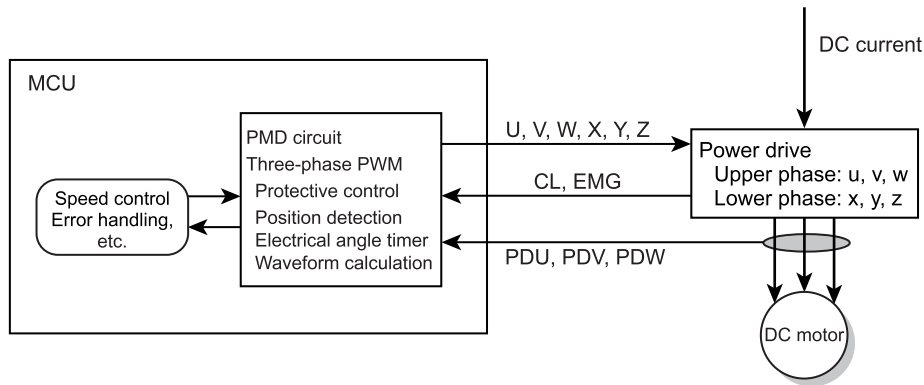 DC current
MCU
PMD circuit
Three-phase PWM
Protective control
Position detection
Electrical angle timer
Waveform calculation
Speed control
Error handling,
etc.
U, V, W, X, Y, Z
CL, EMG
PDU, PDV, PDW
Power drive
Upper phase: u, v, w
Lower phase: x, y, z
DC motor